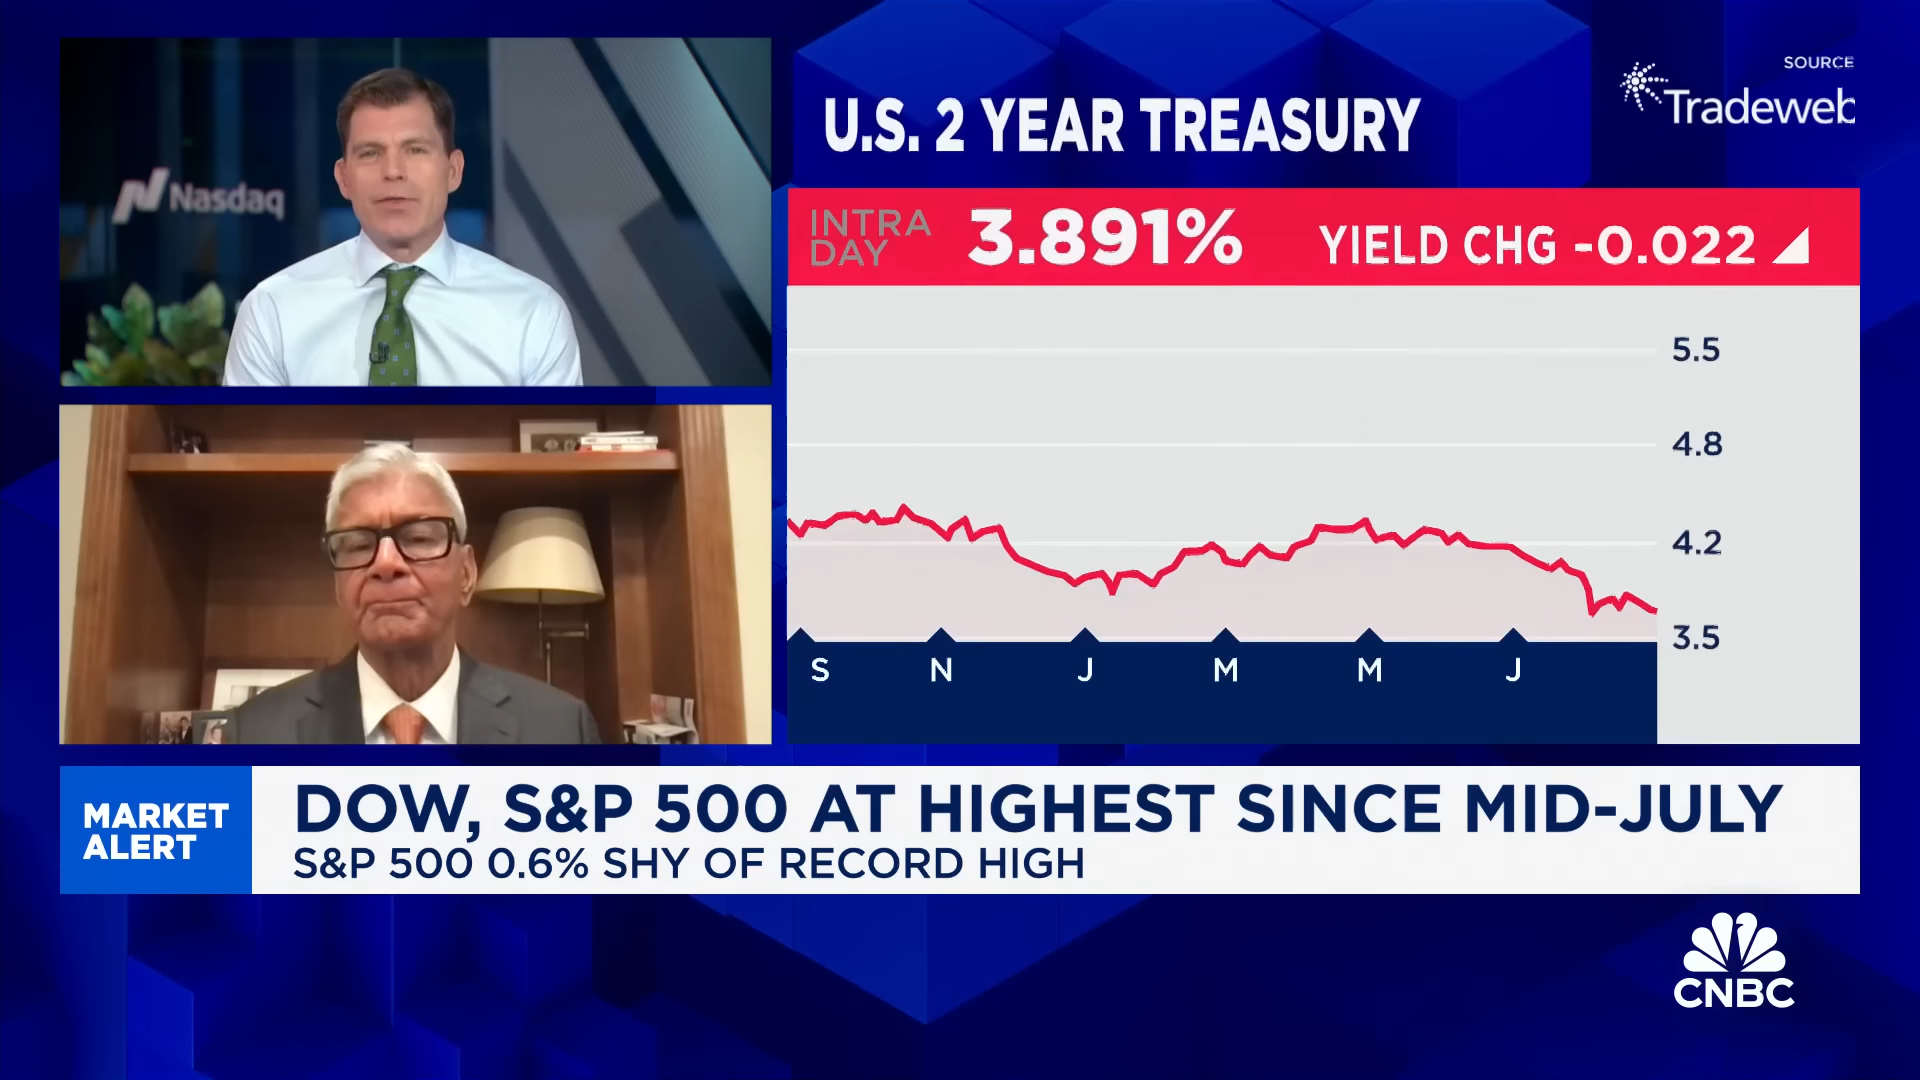 Nasdaq
U.S. 2 YEAR TREASURY
SOURCE
Tradeweb
INTRA
DAY
3.891%
YIELD CHG -0.022
5.5
4.8
4.2
3.5
S N J M M J
MARKET
ALERT
DOW, S&P 500 AT HIGHEST SINCE MID-JULY
S&P 500 0.6% SHY OF RECORD HIGH
CNBC